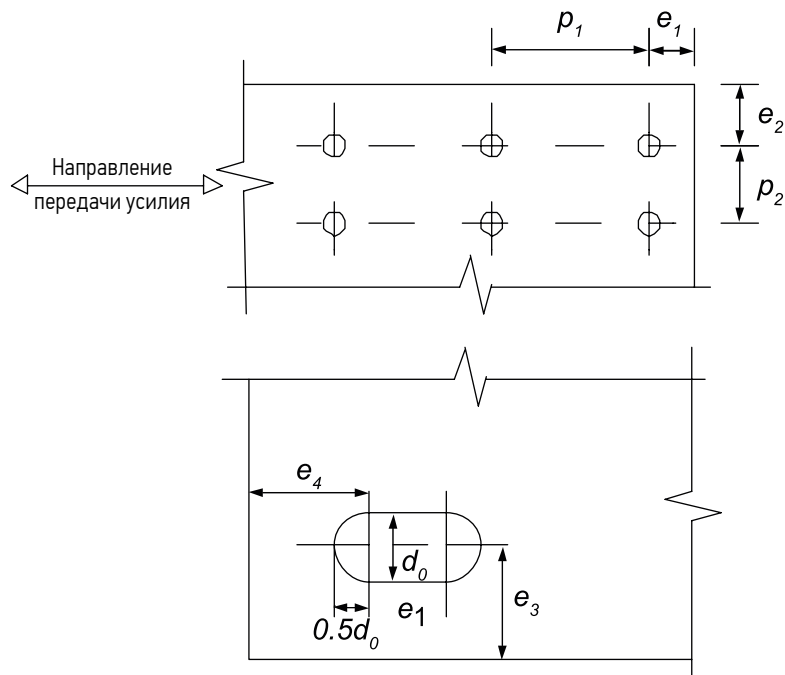 p₁
e₁
e₂
Направление
передачи усилия
p₂
e₄
d₀
e1
e₃
0.5d₀